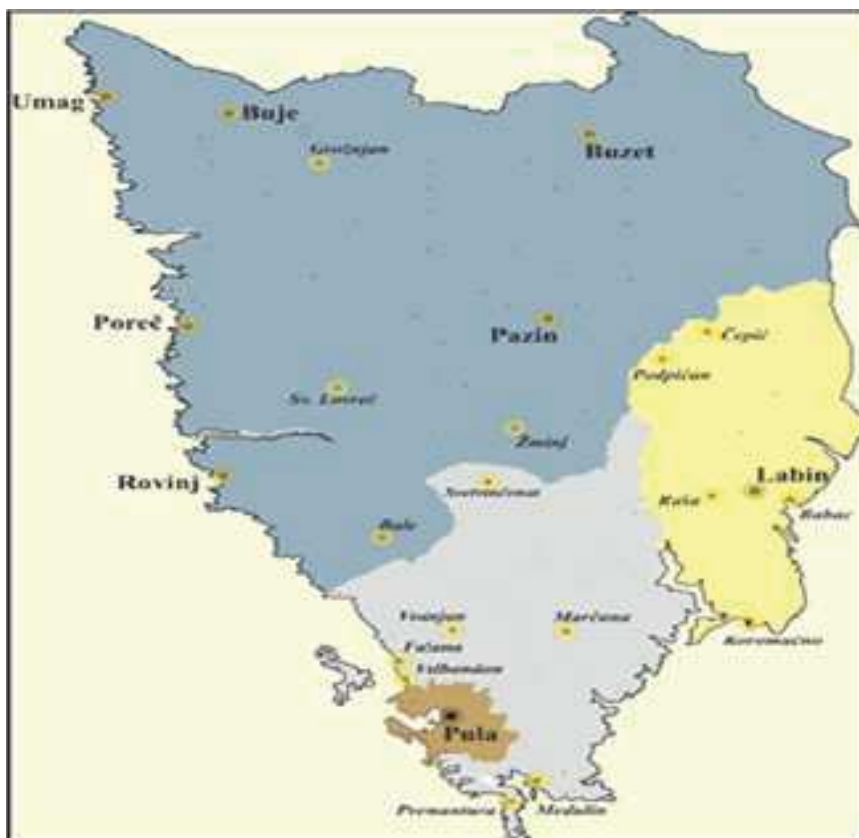 Umag
Buje
Grožnjan
Buzet
Poreč
Pazin
Čepić
Podpićan
Sv. Lovreč
Žminj
Rovinj
Svetvinčenat
Labin
Raša
Rabac
Bale
Vodnjan
Marčana
Koromačno
Fažana
Valbandon
Pula
Premantura
Medulin